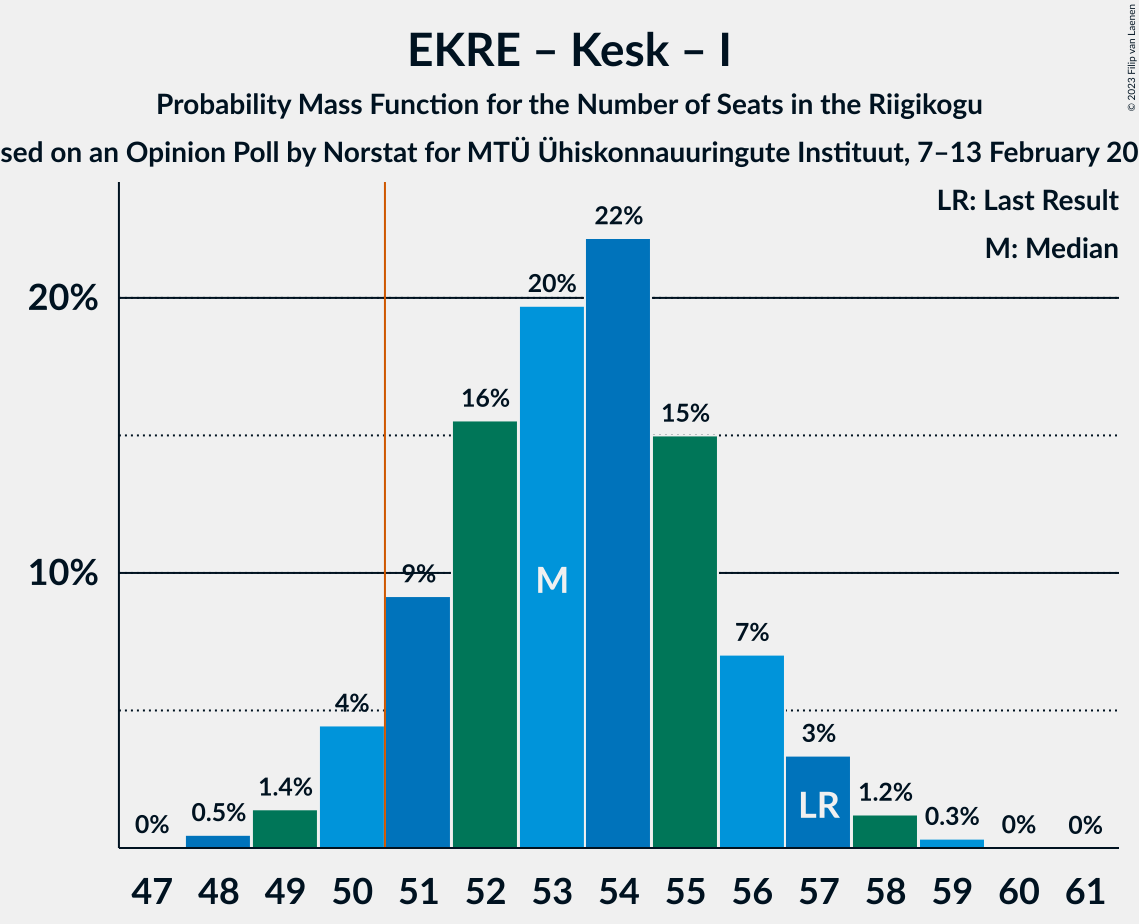 EKRE – Kesk – I
Probability Mass Function for the Number of Seats in the Riigikogu
sed on an Opinion Poll by Norstat for MTÜ Ühiskonnauuringute Instituut, 7–13 February 20
© 2023 Filip van Laenen
LR: Last Result
M: Median
20%
10%
0%
0.5%
1.4%
4%
9%
16%
20%
22%
15%
7%
3%
1.2%
0.3%
0%
0%
M
LR
47 48 49 50 51 52 53 54 55 56 57 58 59 60 61